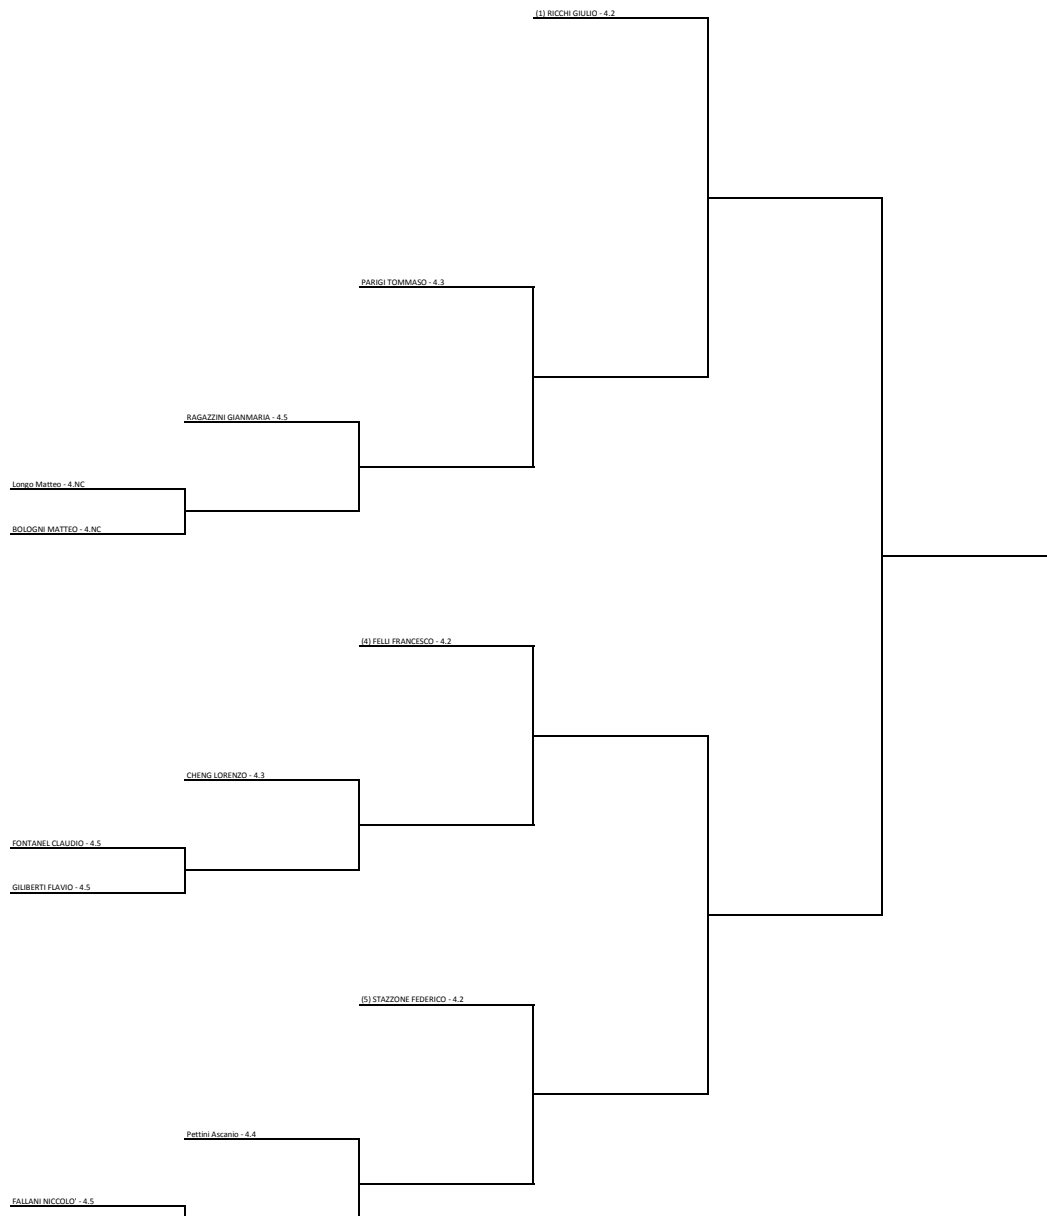 (1) RICCHI GIULIO - 4.2
PARIGI TOMMASO - 4.3
RAGAZZINI GIANMARIA - 4.5
Longo Matteo - 4.NC
BOLOGNI MATTEO - 4.NC
(4) FELLI FRANCESCO - 4.2
CHENG LORENZO - 4.3
FONTANEL CLAUDIO - 4.5
GILIBERTI FLAVIO - 4.5
(5) STAZZONE FEDERICO - 4.2
Pettini Ascanio - 4.4
FALLANI NICCOLO' - 4.5